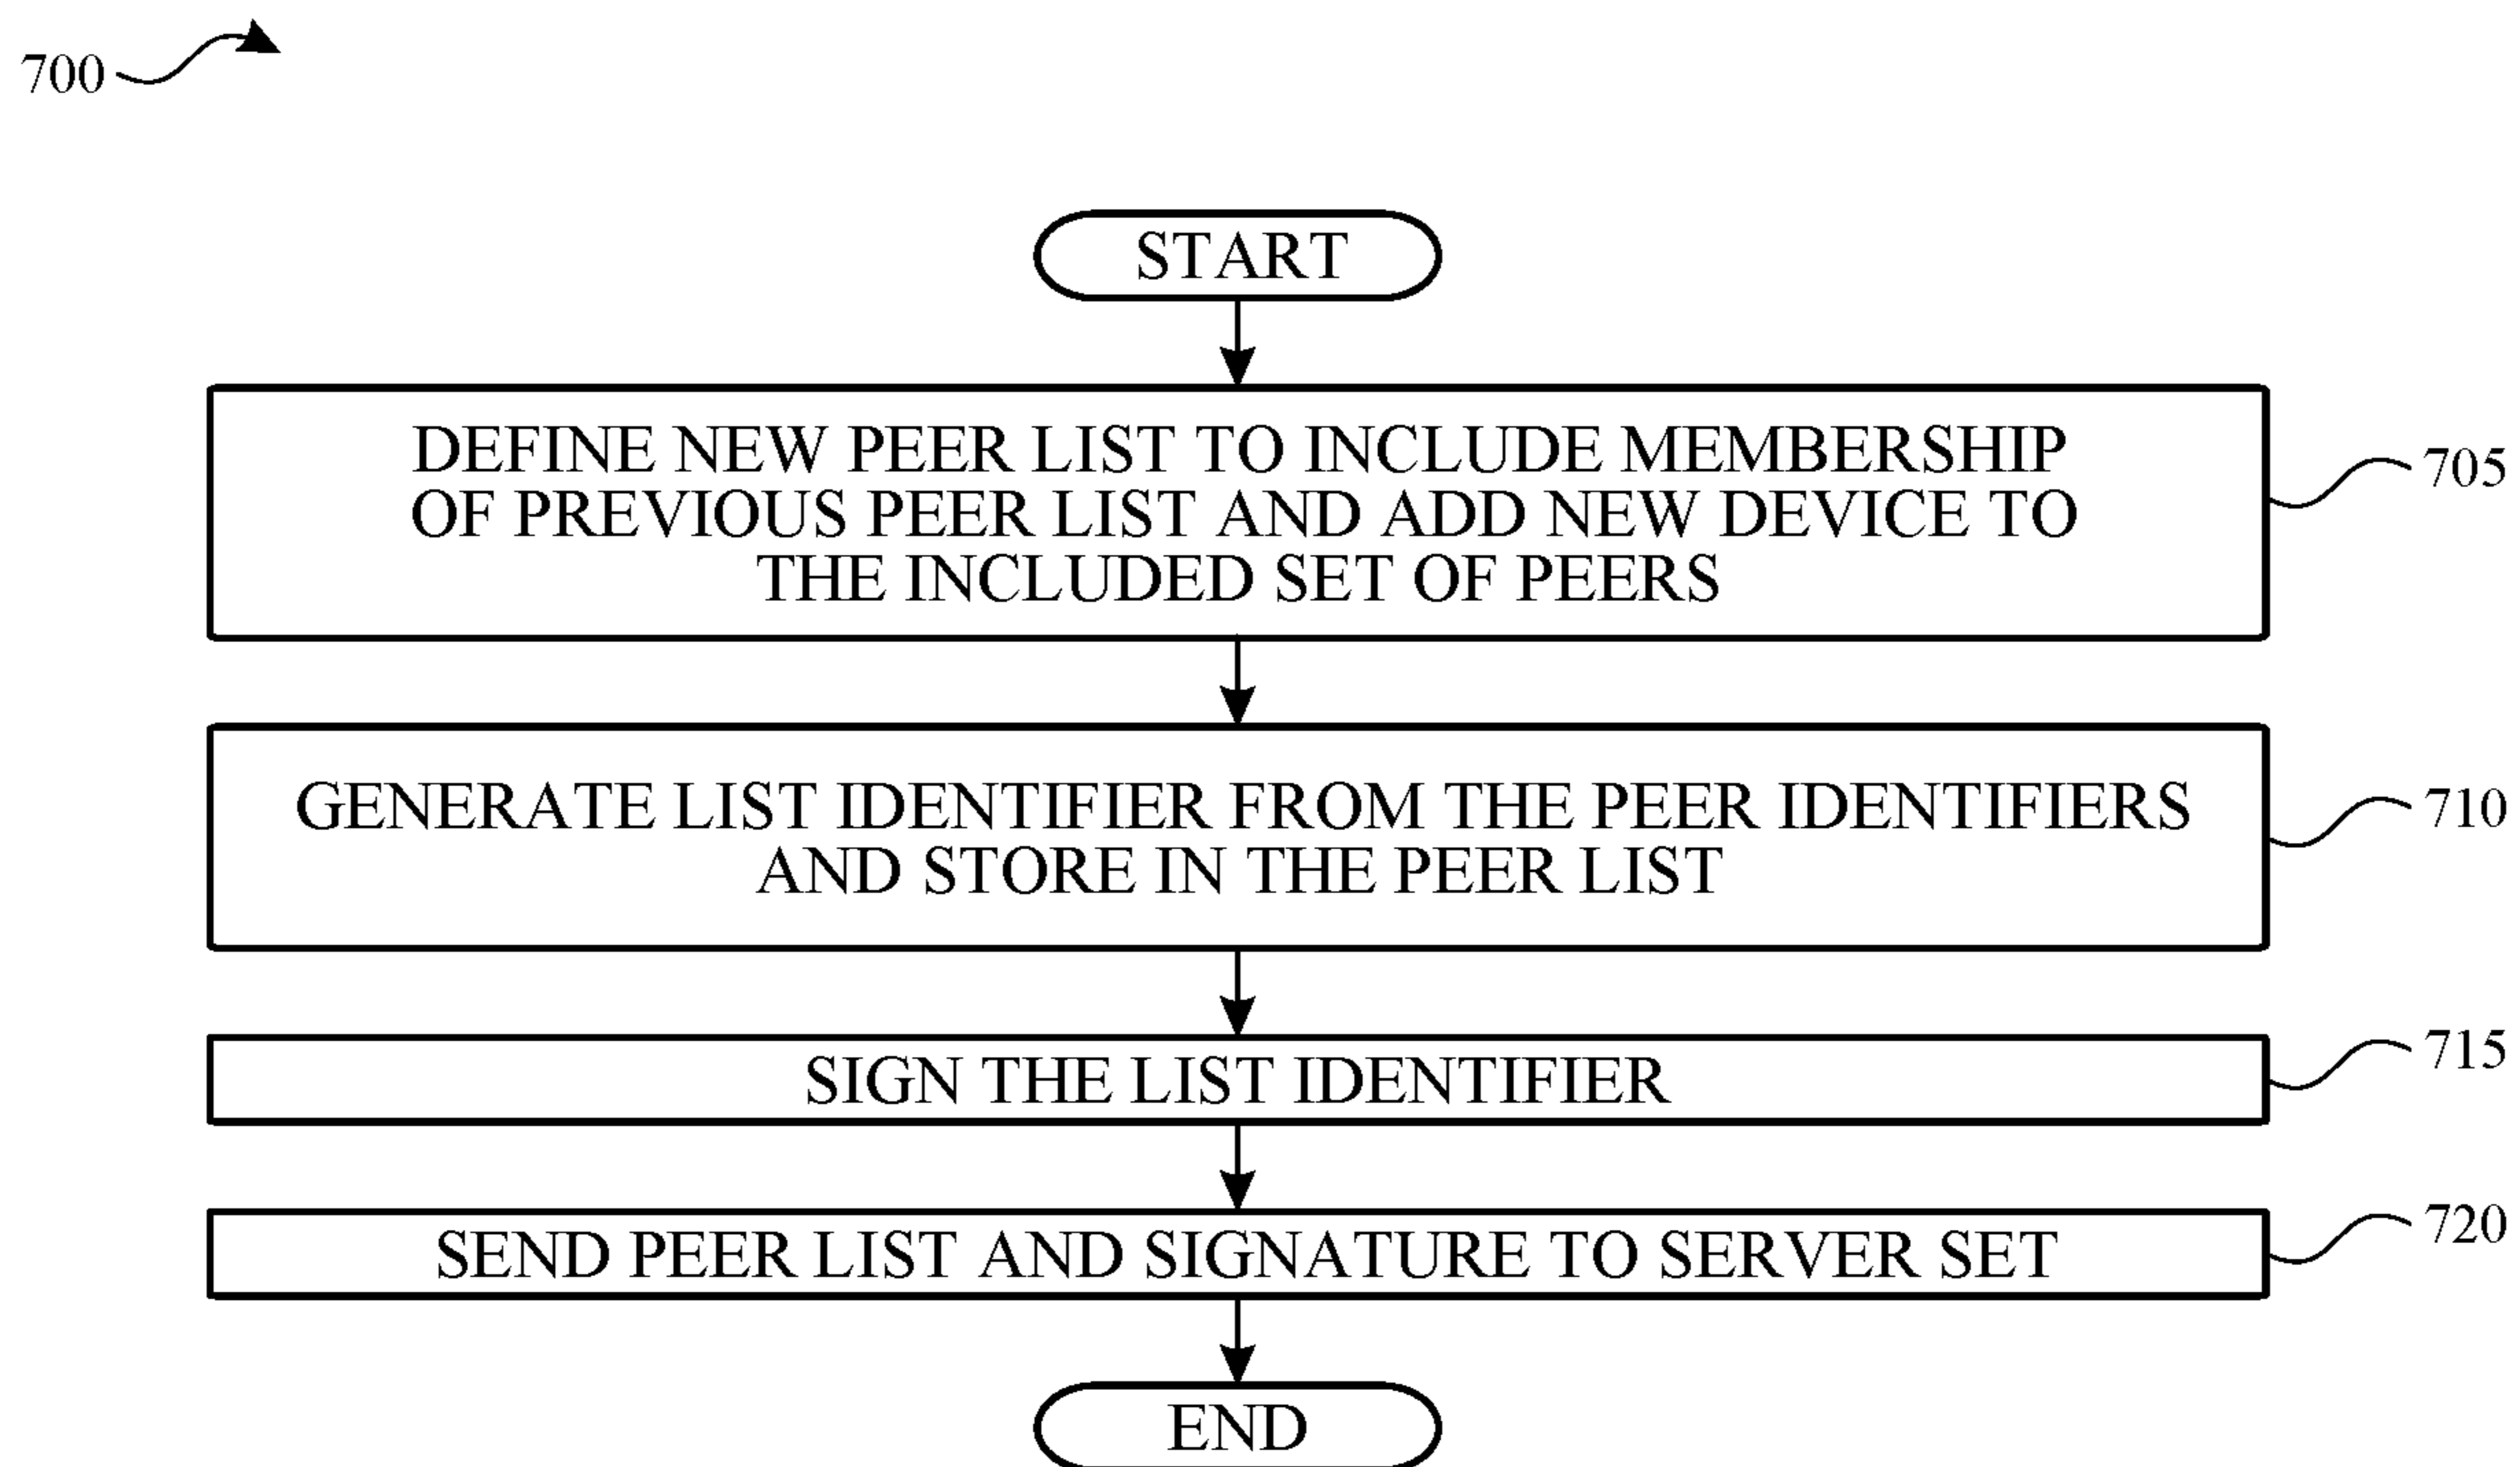 700
START
DEFINE NEW PEER LIST TO INCLUDE MEMBERSHIP
OF PREVIOUS PEER LIST AND ADD NEW DEVICE TO
THE INCLUDED SET OF PEERS
705
GENERATE LIST IDENTIFIER FROM THE PEER IDENTIFIERS
AND STORE IN THE PEER LIST
710
SIGN THE LIST IDENTIFIER
715
SEND PEER LIST AND SIGNATURE TO SERVER SET
720
END